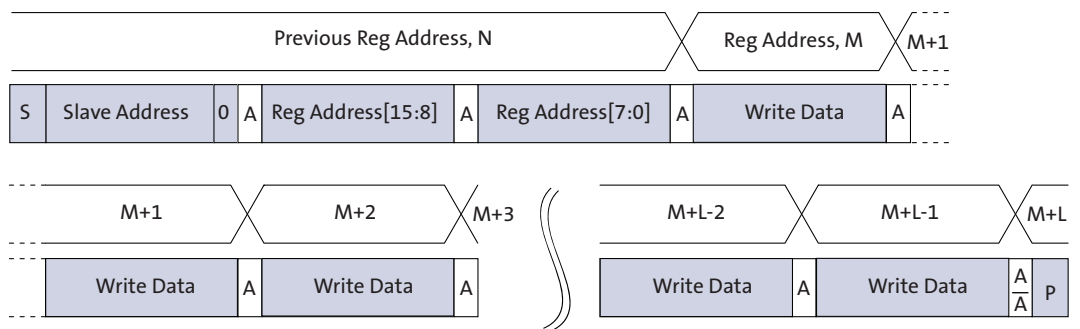 Previous Reg Address, N Reg Address, M M+1
S Slave Address 0 A Reg Address[15:8] A Reg Address[7:0] A Write Data A
M+1 M+2 M+3 M+L-2 M+L-1 M+L
Write Data A Write Data A Write Data A Write Data A/A̅ P